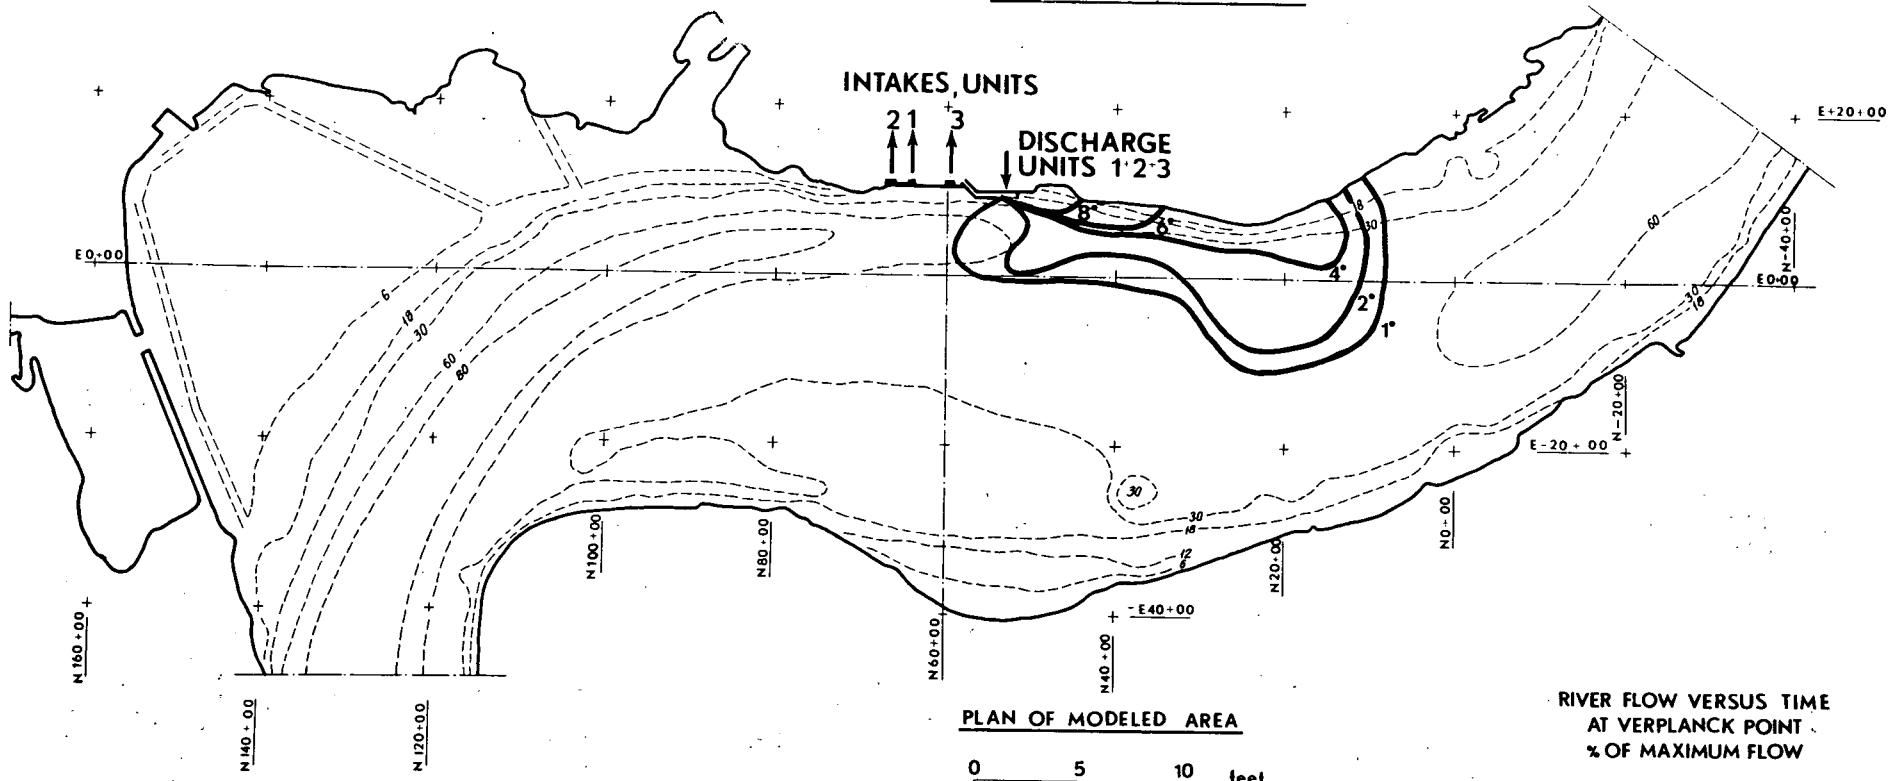 INTAKES, UNITS
2 1 3
DISCHARGE
UNITS 1+2+3
E+20+00
8°
6°
8
30
60
N-40+00
E0+00
E0+00
4°
2°
1°
6
18
30
60
80
30
18
N-20+00
E-20+00
30
30
18
12
6
N100+00
N80+00
N20+00
N0+00
-E40+00
N160+00
N60+00
N40+00
N140+00
N120+00
PLAN OF MODELED AREA
0 5 10 feet
RIVER FLOW VERSUS TIME
AT VERPLANCK POINT
% OF MAXIMUM FLOW